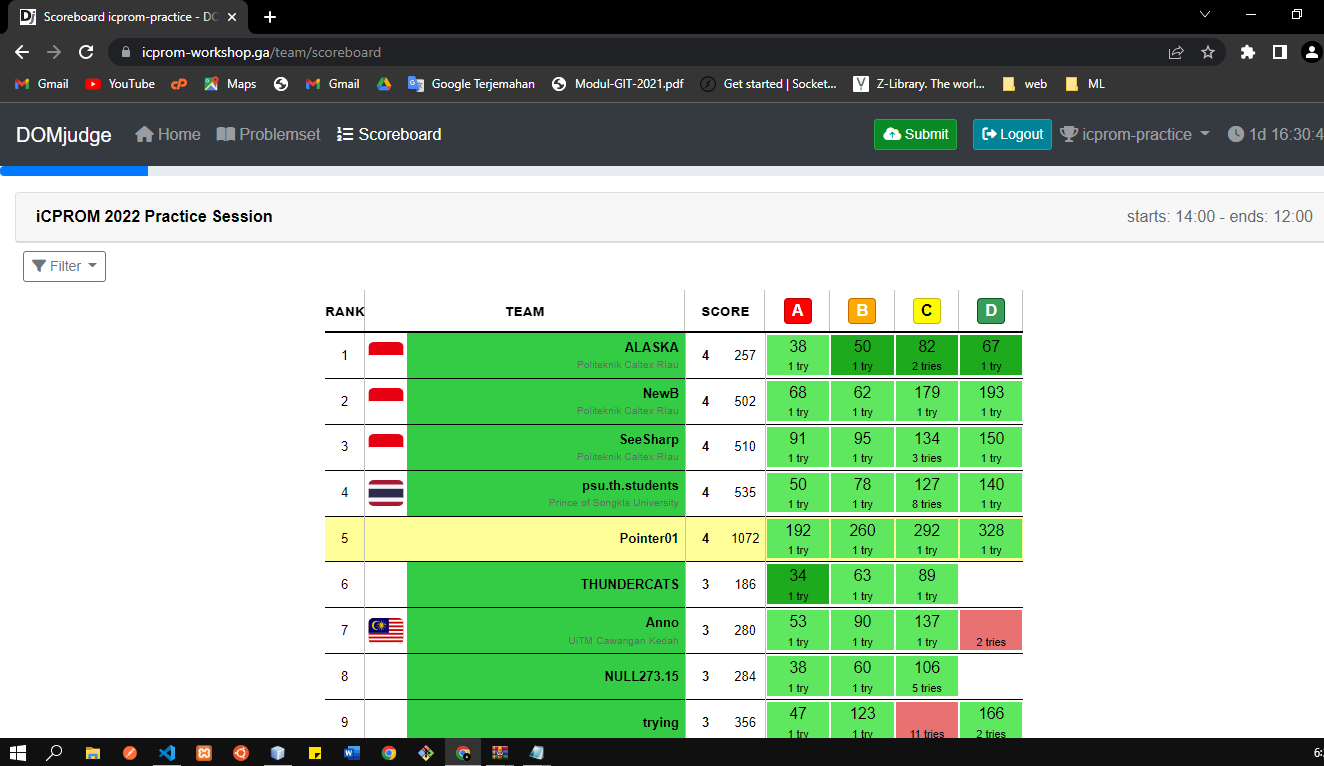 Scoreboard icprom-practice - DO
icprom-workshop.ga/team/scoreboard
Gmail YouTube Maps Gmail Google Terjemahan Modul-GIT-2021.pdf Get started | Socket... Z-Library. The worl... web ML
DOMjudge Home Problemset Scoreboard Submit Logout icprom-practice 1d 16:30:4
iCPROM 2022 Practice Session starts: 14:00 - ends: 12:00
Filter
RANK TEAM SCORE A B C D
1 ALASKA 4 257 38 50 82 67
Politeknik Caltex RIau 1 try 1 try 2 tries 1 try
2 NewB 4 502 68 62 179 193
Politeknik Caltex RIau 1 try 1 try 1 try 1 try
3 SeeSharp 4 510 91 95 134 150
Politeknik Caltex RIau 1 try 1 try 3 tries 1 try
4 psu.th.students 4 535 50 78 127 140
Prince of Songkla University 1 try 1 try 8 tries 1 try
5 Pointer01 4 1072 192 260 292 328
1 try 1 try 1 try 1 try
6 THUNDERCATS 3 186 34 63 89
1 try 1 try 1 try
7 Anno 3 280 53 90 137
UiTM Cawangan Kedah 1 try 1 try 1 try 2 tries
8 NULL273.15 3 284 38 60 106
1 try 1 try 5 tries
9 trying 3 356 47 123 166
1 try 1 try 11 tries 2 tries
6: